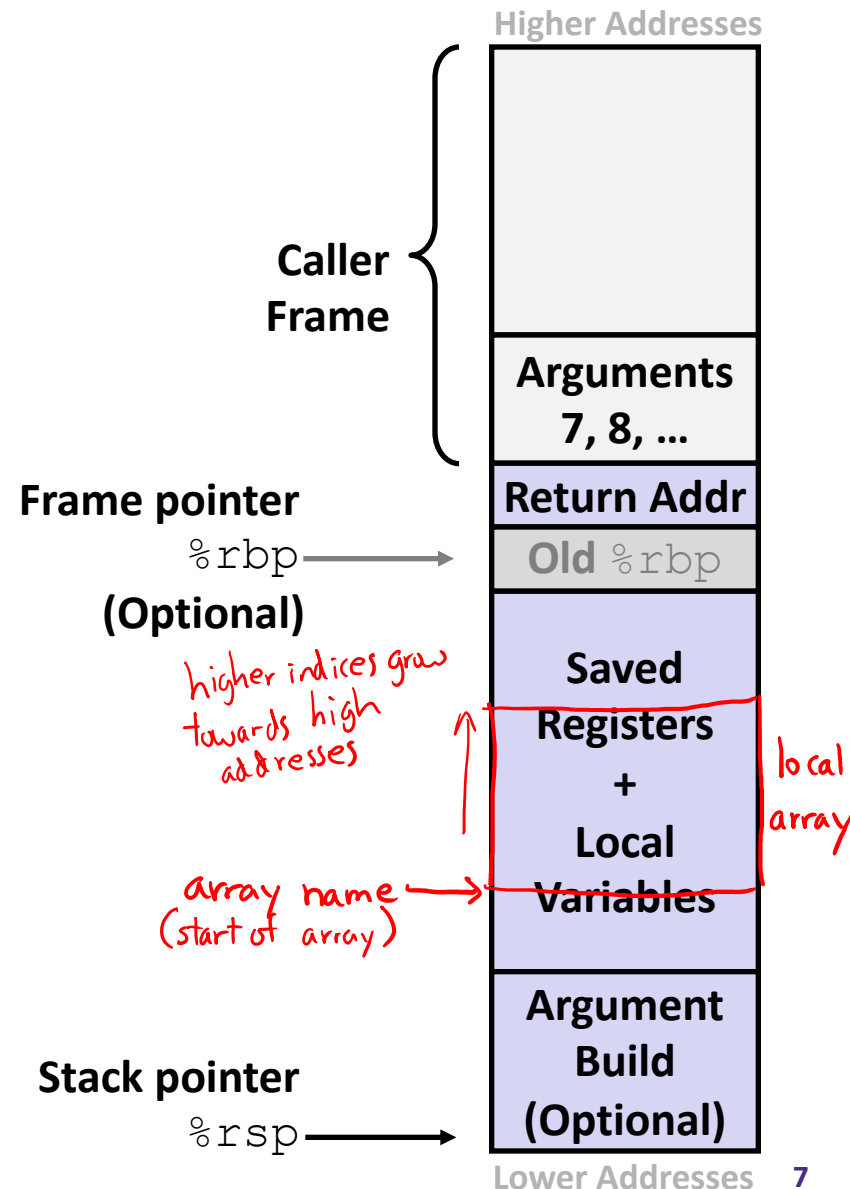 Higher Addresses
Caller
Frame
Arguments
7, 8, …
Frame pointer
%rbp
(Optional)
Return Addr
Old %rbp
higher indices grow
towards high
addresses
Saved
Registers
+
Local
Variables
local
array
array name
(start of array)
Argument
Build
(Optional)
Stack pointer
%rsp
Lower Addresses
7